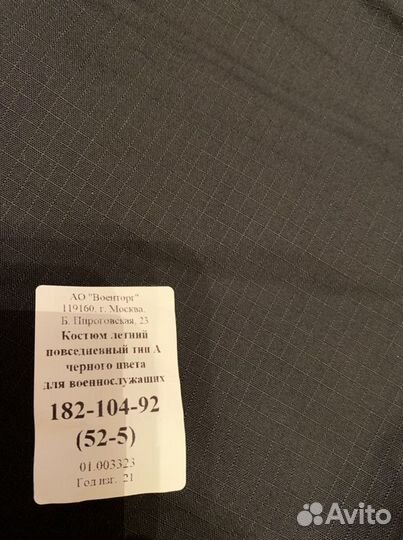 АО "Военторг"
119160, г. Москва,
Б. Пироговская, 23
Костюм летний
повседневный тип А
черного цвета
для военнослужащих
182-104-92
(52-5)
01.003323
Год изг. 21
Avito